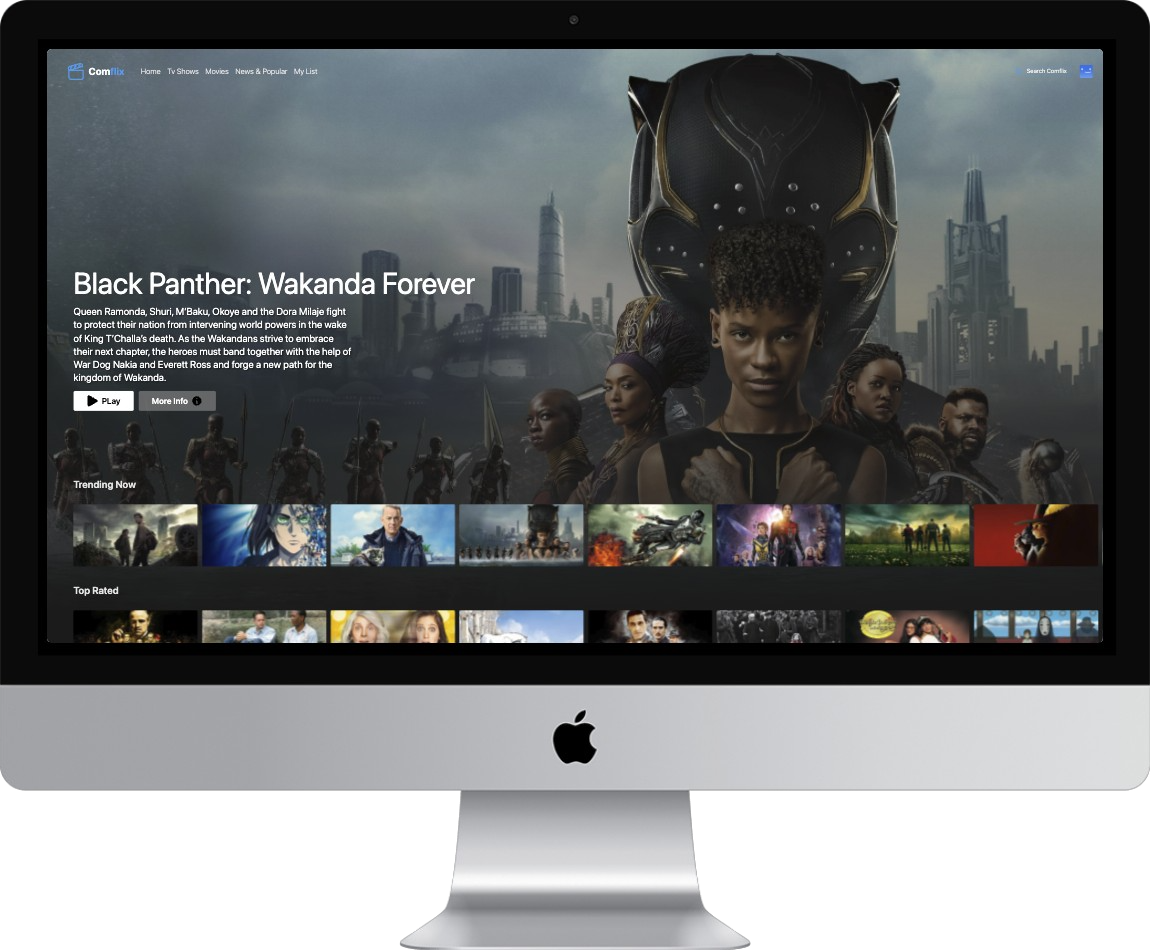 Comflix
Home Tv Shows Movies News & Popular My List
Search Comflix
Black Panther: Wakanda Forever
Queen Ramonda, Shuri, M'Baku, Okoye and the Dora Milaje fight
to protect their nation from intervening world powers in the wake
of King T'Challa's death. As the Wakandans strive to embrace
their next chapter, the heroes must band together with the help of
War Dog Nakia and Everett Ross and forge a new path for the
kingdom of Wakanda.
PLay
More Info
Trending Now
Top Rated